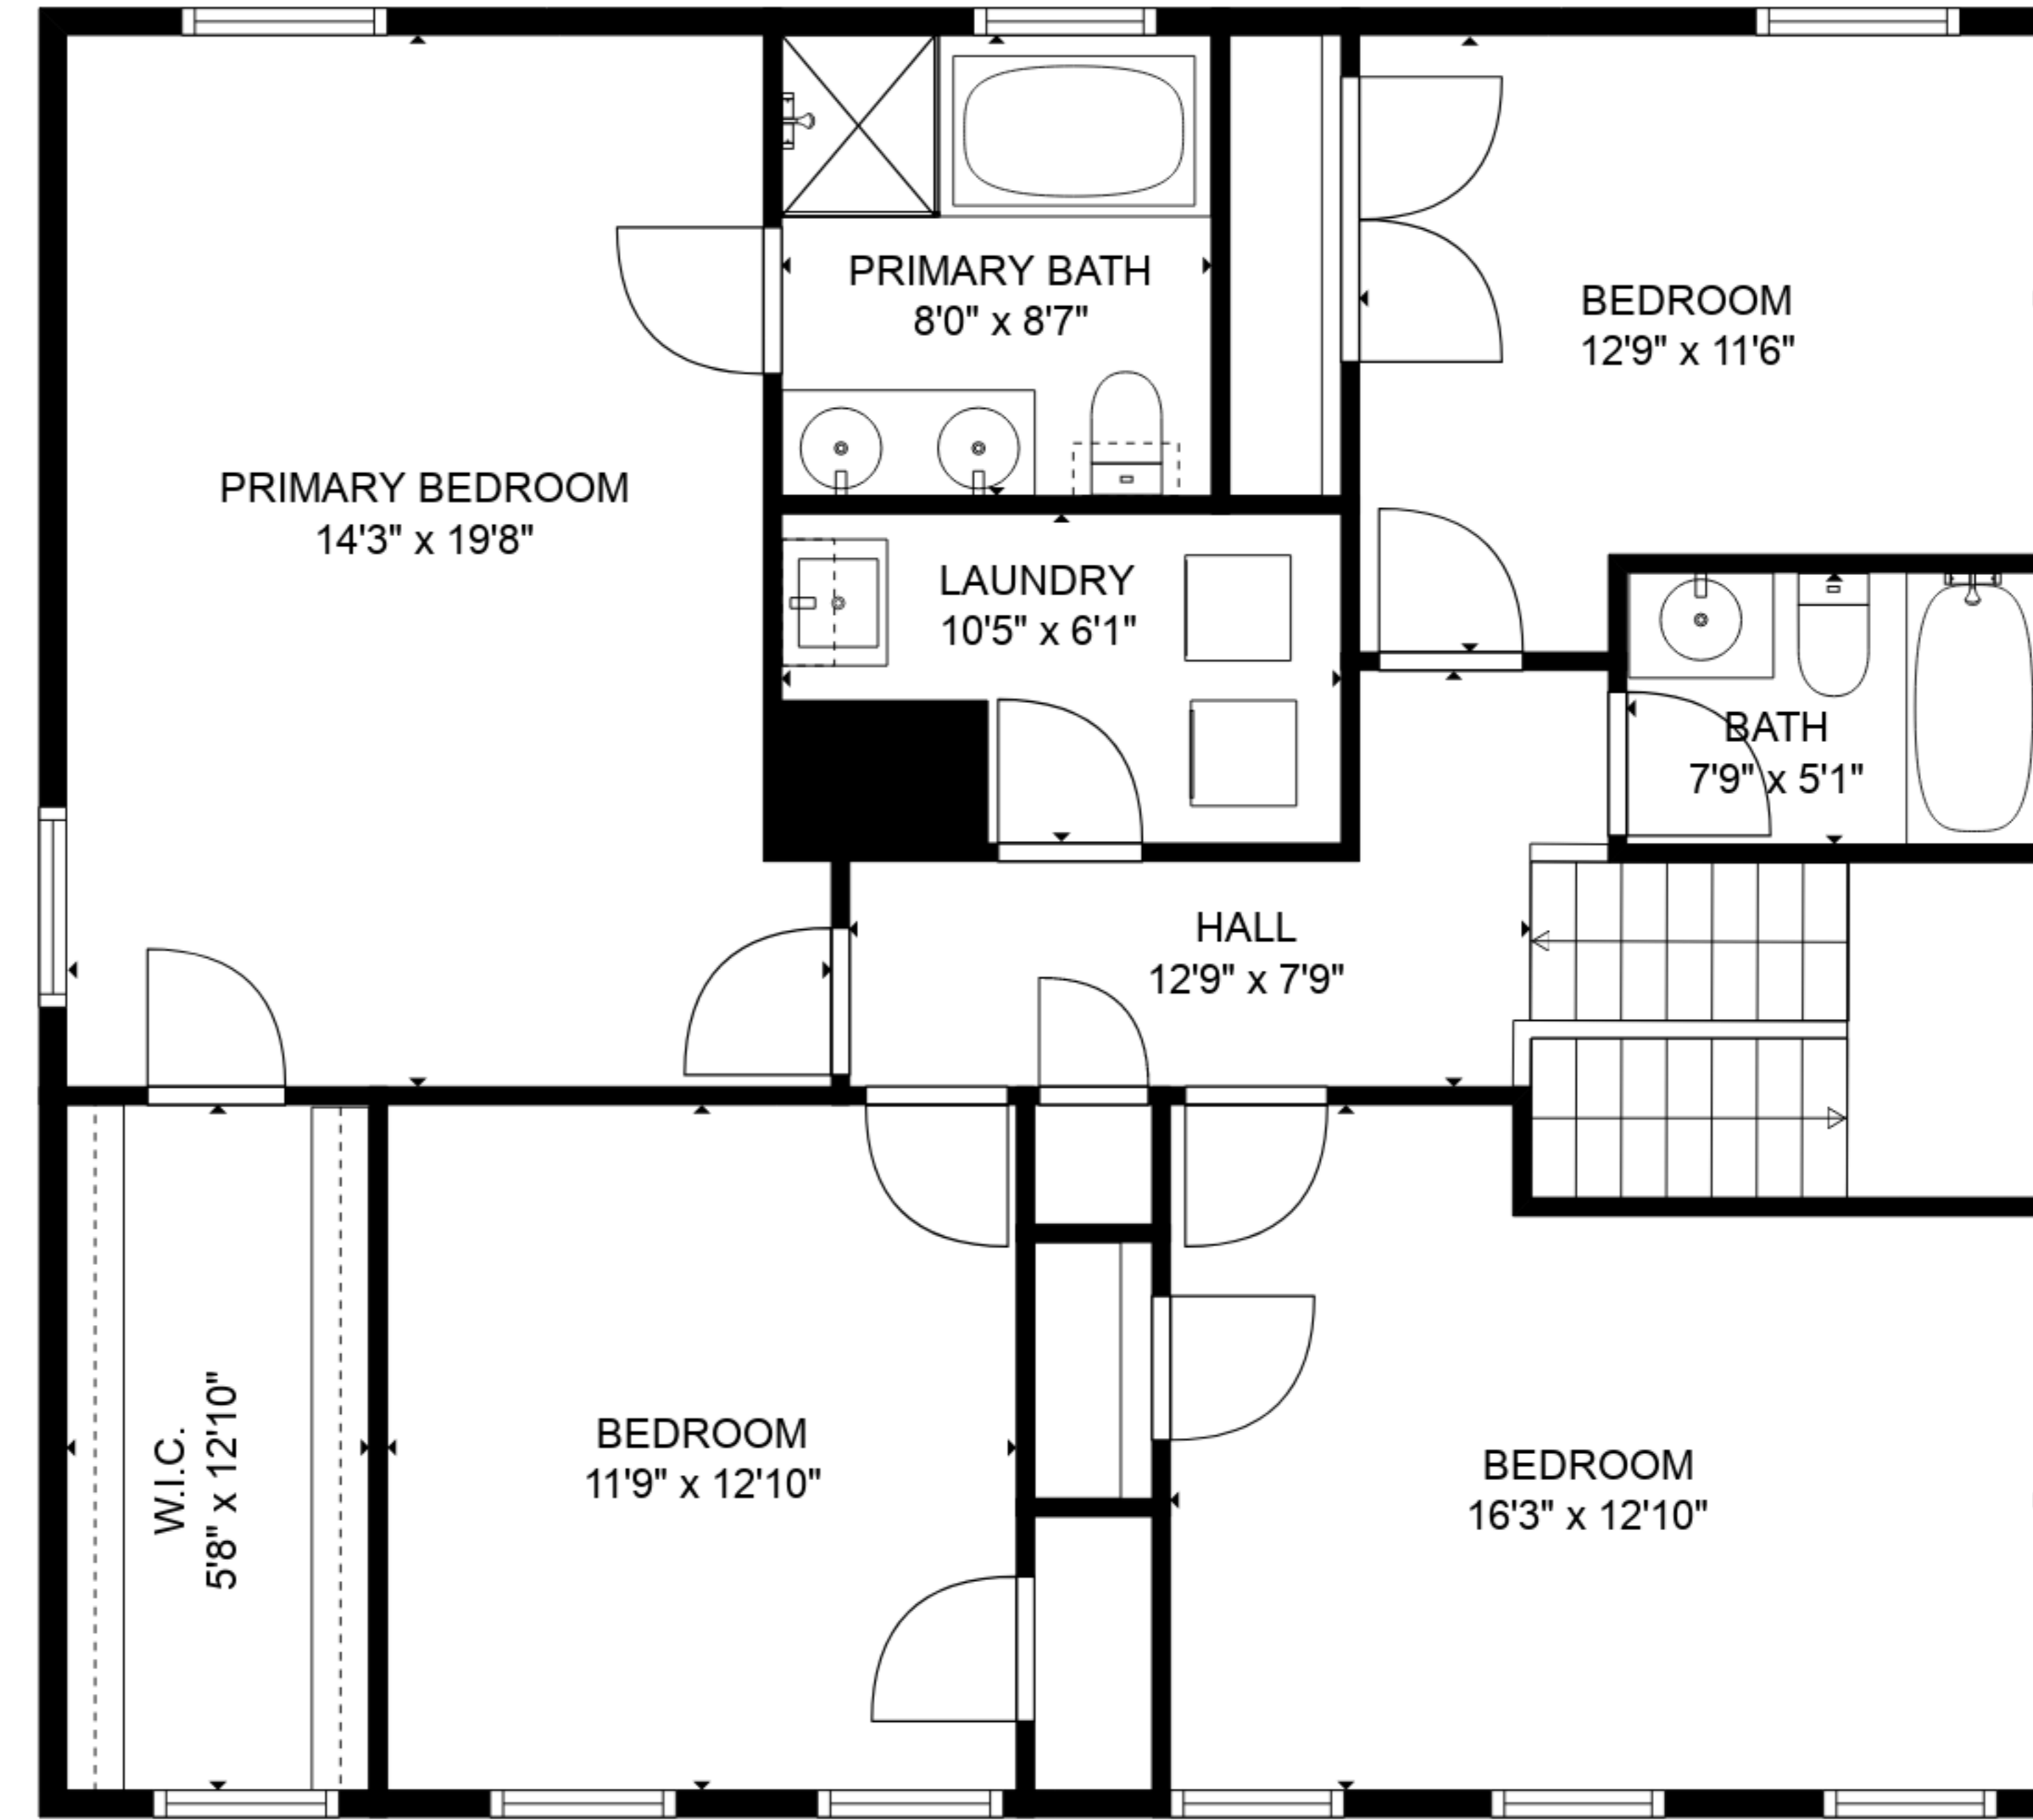 PRIMARY BATH
8'0" x 8'7"
BEDROOM
12'9" x 11'6"
PRIMARY BEDROOM
14'3" x 19'8"
LAUNDRY
10'5" x 6'1"
BATH
7'9" x 5'1"
HALL
12'9" x 7'9"
W.I.C.
5'8" x 12'10"
BEDROOM
11'9" x 12'10"
BEDROOM
16'3" x 12'10"